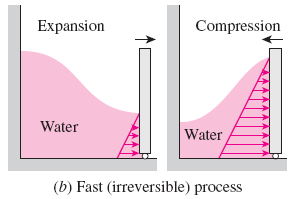 Expansion
Compression
Water
Water
(b) Fast (irreversible) process